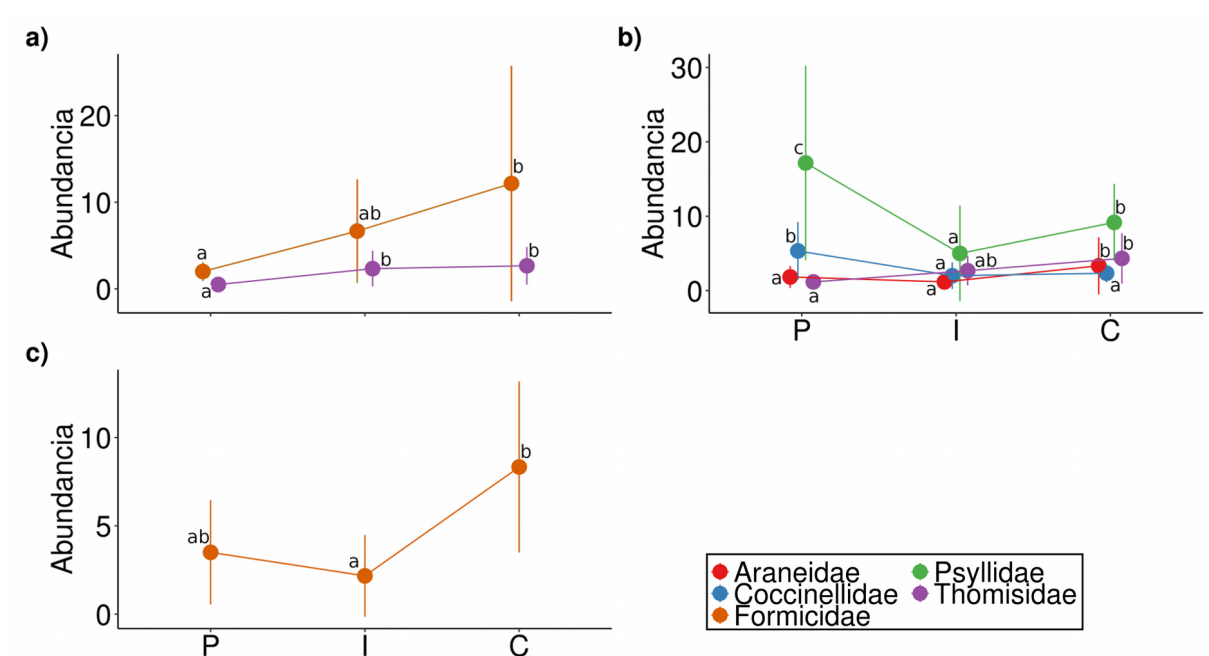 a)
Abundancia
20
10
0
a
a
ab
b
b
b
b)
Abundancia
30
20
10
0
c
b
a
a
a
a
ab
a
b
b
b
a
P I C
c)
Abundancia
10
5
0
ab
a
b
P I C
Araneidae Psyllidae
Coccinellidae Thomisidae
Formicidae